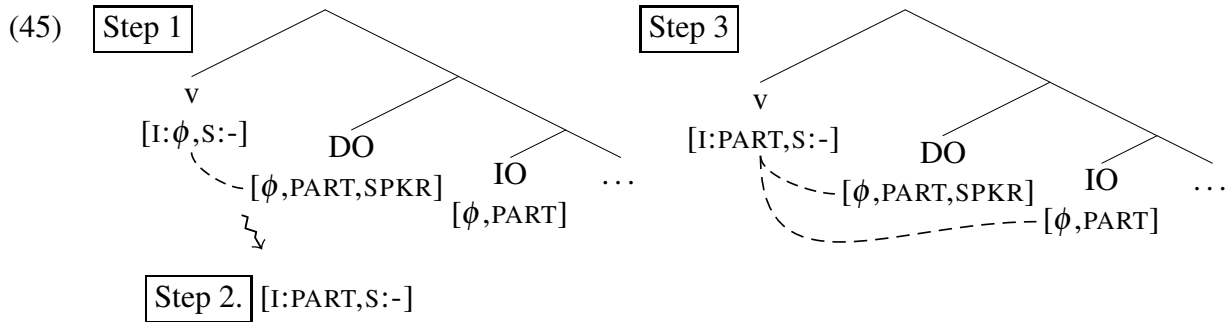 (45) Step 1 Step 3
v v
[I:ϕ,S:-] DO [I:PART,S:-] DO
[ϕ,PART,SPKR] IO ... [ϕ,PART,SPKR] IO ...
[ϕ,PART] [ϕ,PART]
Step 2. [I:PART,S:-]